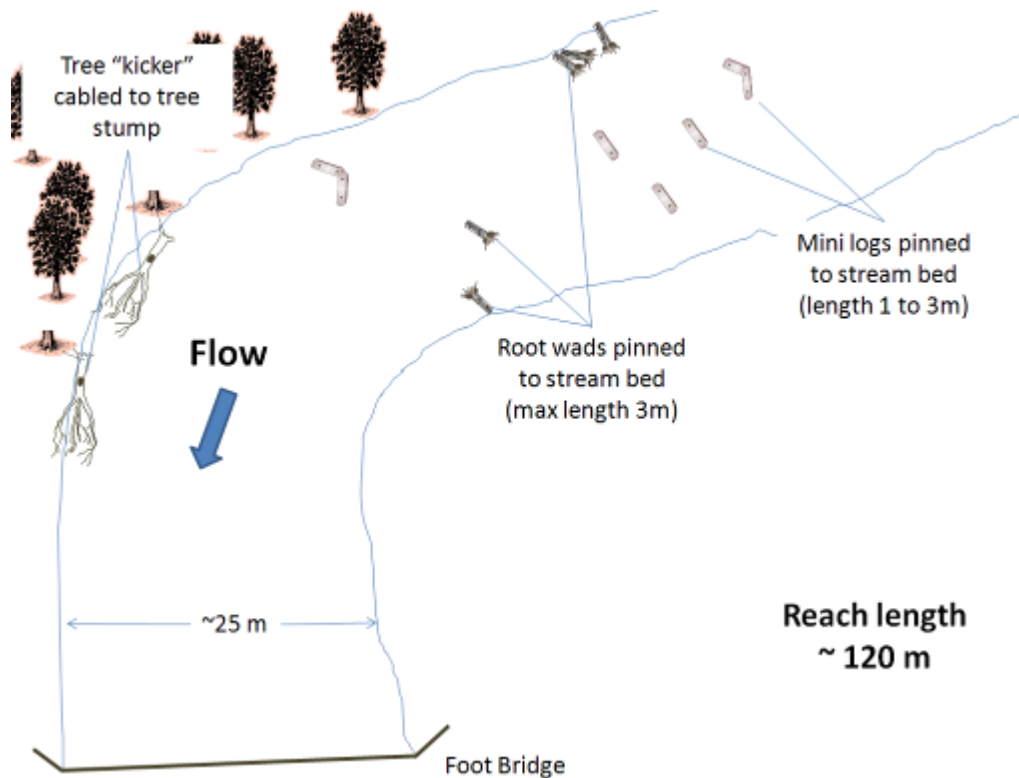 Tree “kicker”
cabled to tree
stump
Flow
Mini logs pinned
to stream bed
(length 1 to 3m)
Root wads pinned
to stream bed
(max length 3m)
~25 m
Reach length
~ 120 m
Foot Bridge